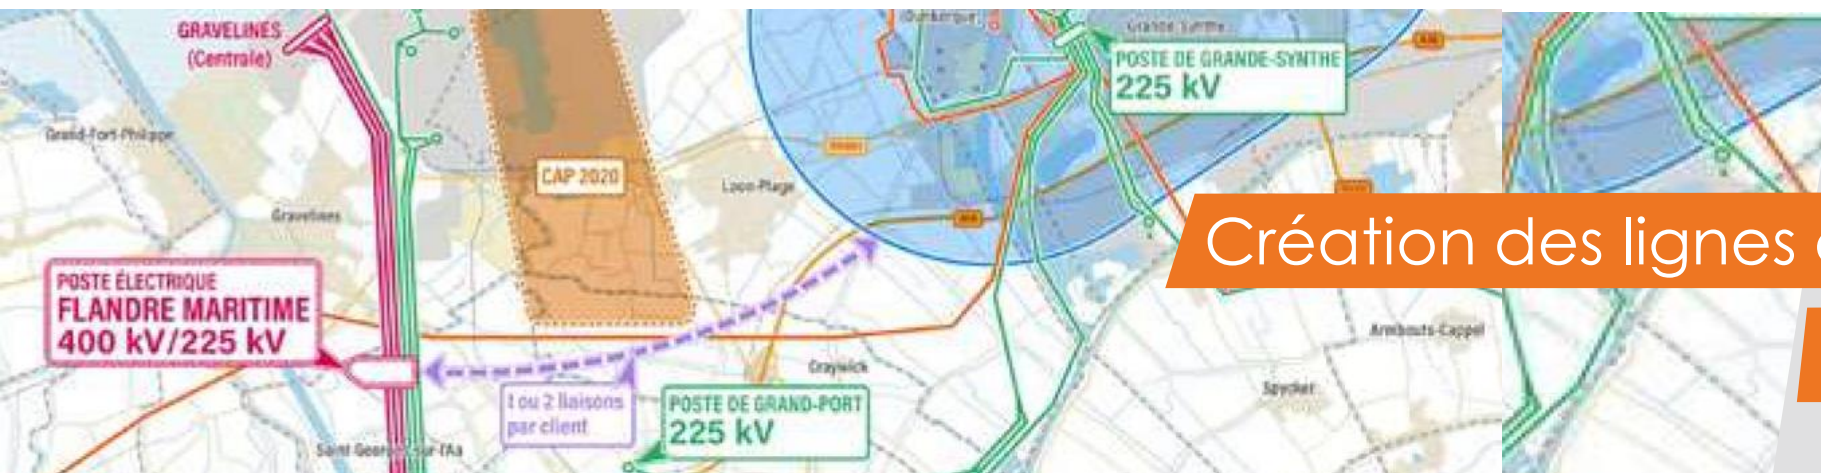 GRAVELINES
(Centrale)
Dunkerque
Grande-Synthe
POSTE DE GRANDE-SYNTHE
225 kV
Grand-Fort-Philippe
CAP 2020
Loon-Plage
Gravelines
Création des lignes
POSTE ÉLECTRIQUE
FLANDRE MARITIME
400 kV/225 kV
Armbouts-Cappel
Craywick
Spycker
1 ou 2 liaisons
par client
POSTE DE GRAND-PORT
225 kV